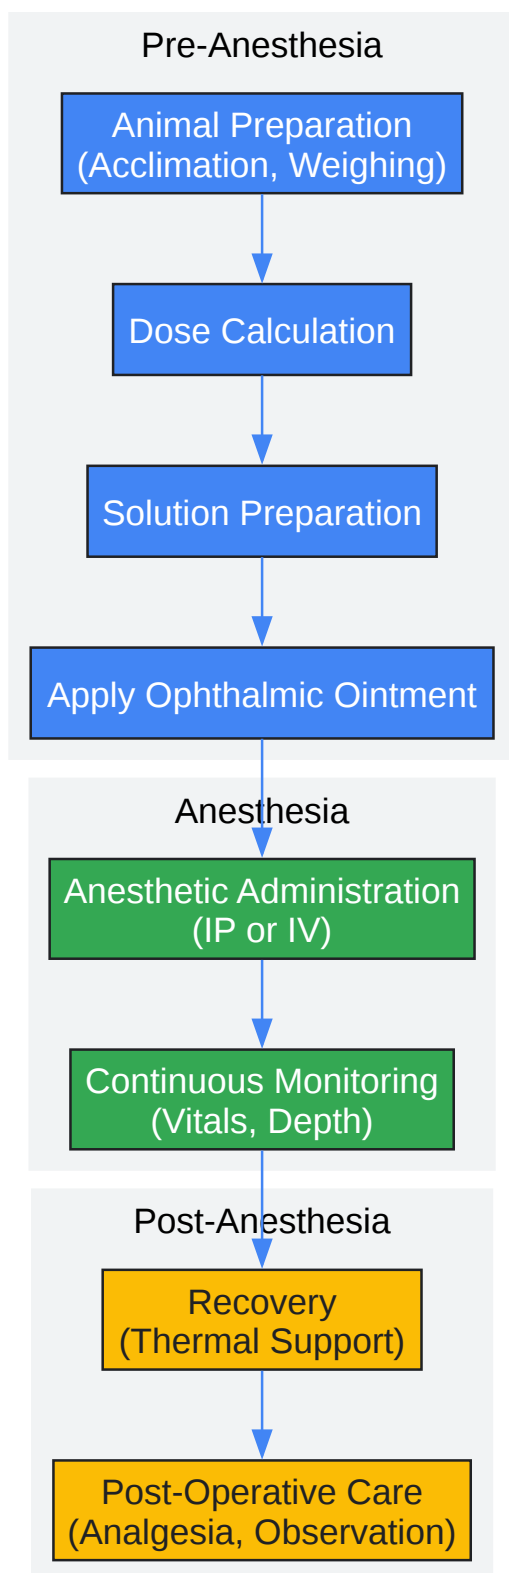 Pre-Anesthesia
Animal Preparation
(Acclimation, Weighing)
Dose Calculation
Solution Preparation
Apply Ophthalmic Ointment
Anesthesia
Anesthetic Administration
(IP or IV)
Continuous Monitoring
(Vitals, Depth)
Post-Anesthesia
Recovery
(Thermal Support)
Post-Operative Care
(Analgesia, Observation)